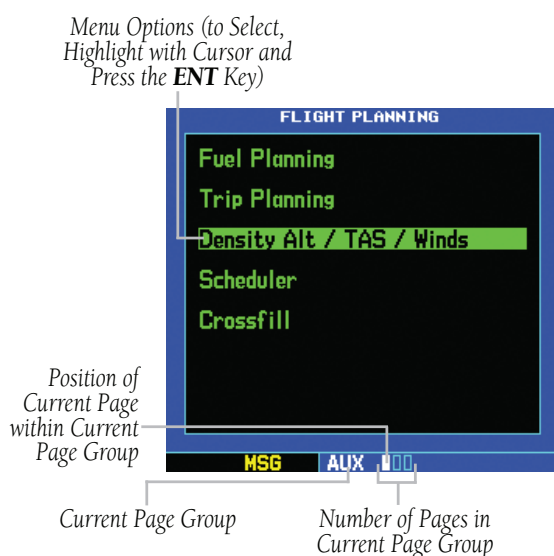 Menu Options (to Select,
Highlight with Cursor and
Press the ENT Key)
FLIGHT PLANNING
Fuel Planning
Trip Planning
Density Alt / TAS / Winds
Scheduler
Crossfill
Position of
Current Page
within Current
Page Group
MSG AUX
Current Page Group
Number of Pages in
Current Page Group